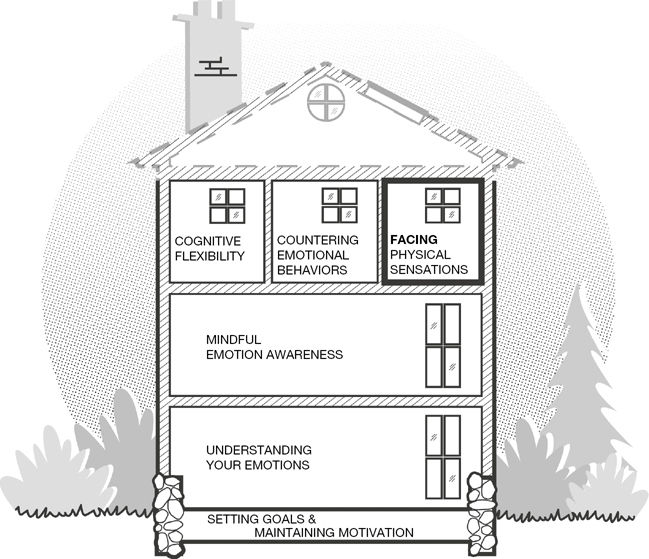 COGNITIVE
FLEXIBILITY
COUNTERING
EMOTIONAL
BEHAVIORS
FACING
PHYSICAL
SENSATIONS
MINDFUL
EMOTION AWARENESS
UNDERSTANDING
YOUR EMOTIONS
SETTING GOALS &
MAINTAINING MOTIVATION